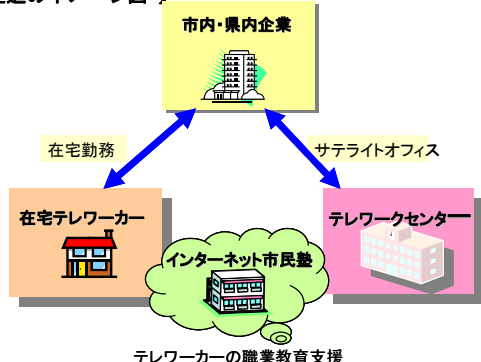 市内・県内企業
在宅勤務
サテライトオフィス
在宅テレワーカー
テレワークセンター
インターネット市民塾
テレワーカーの職業教育支援